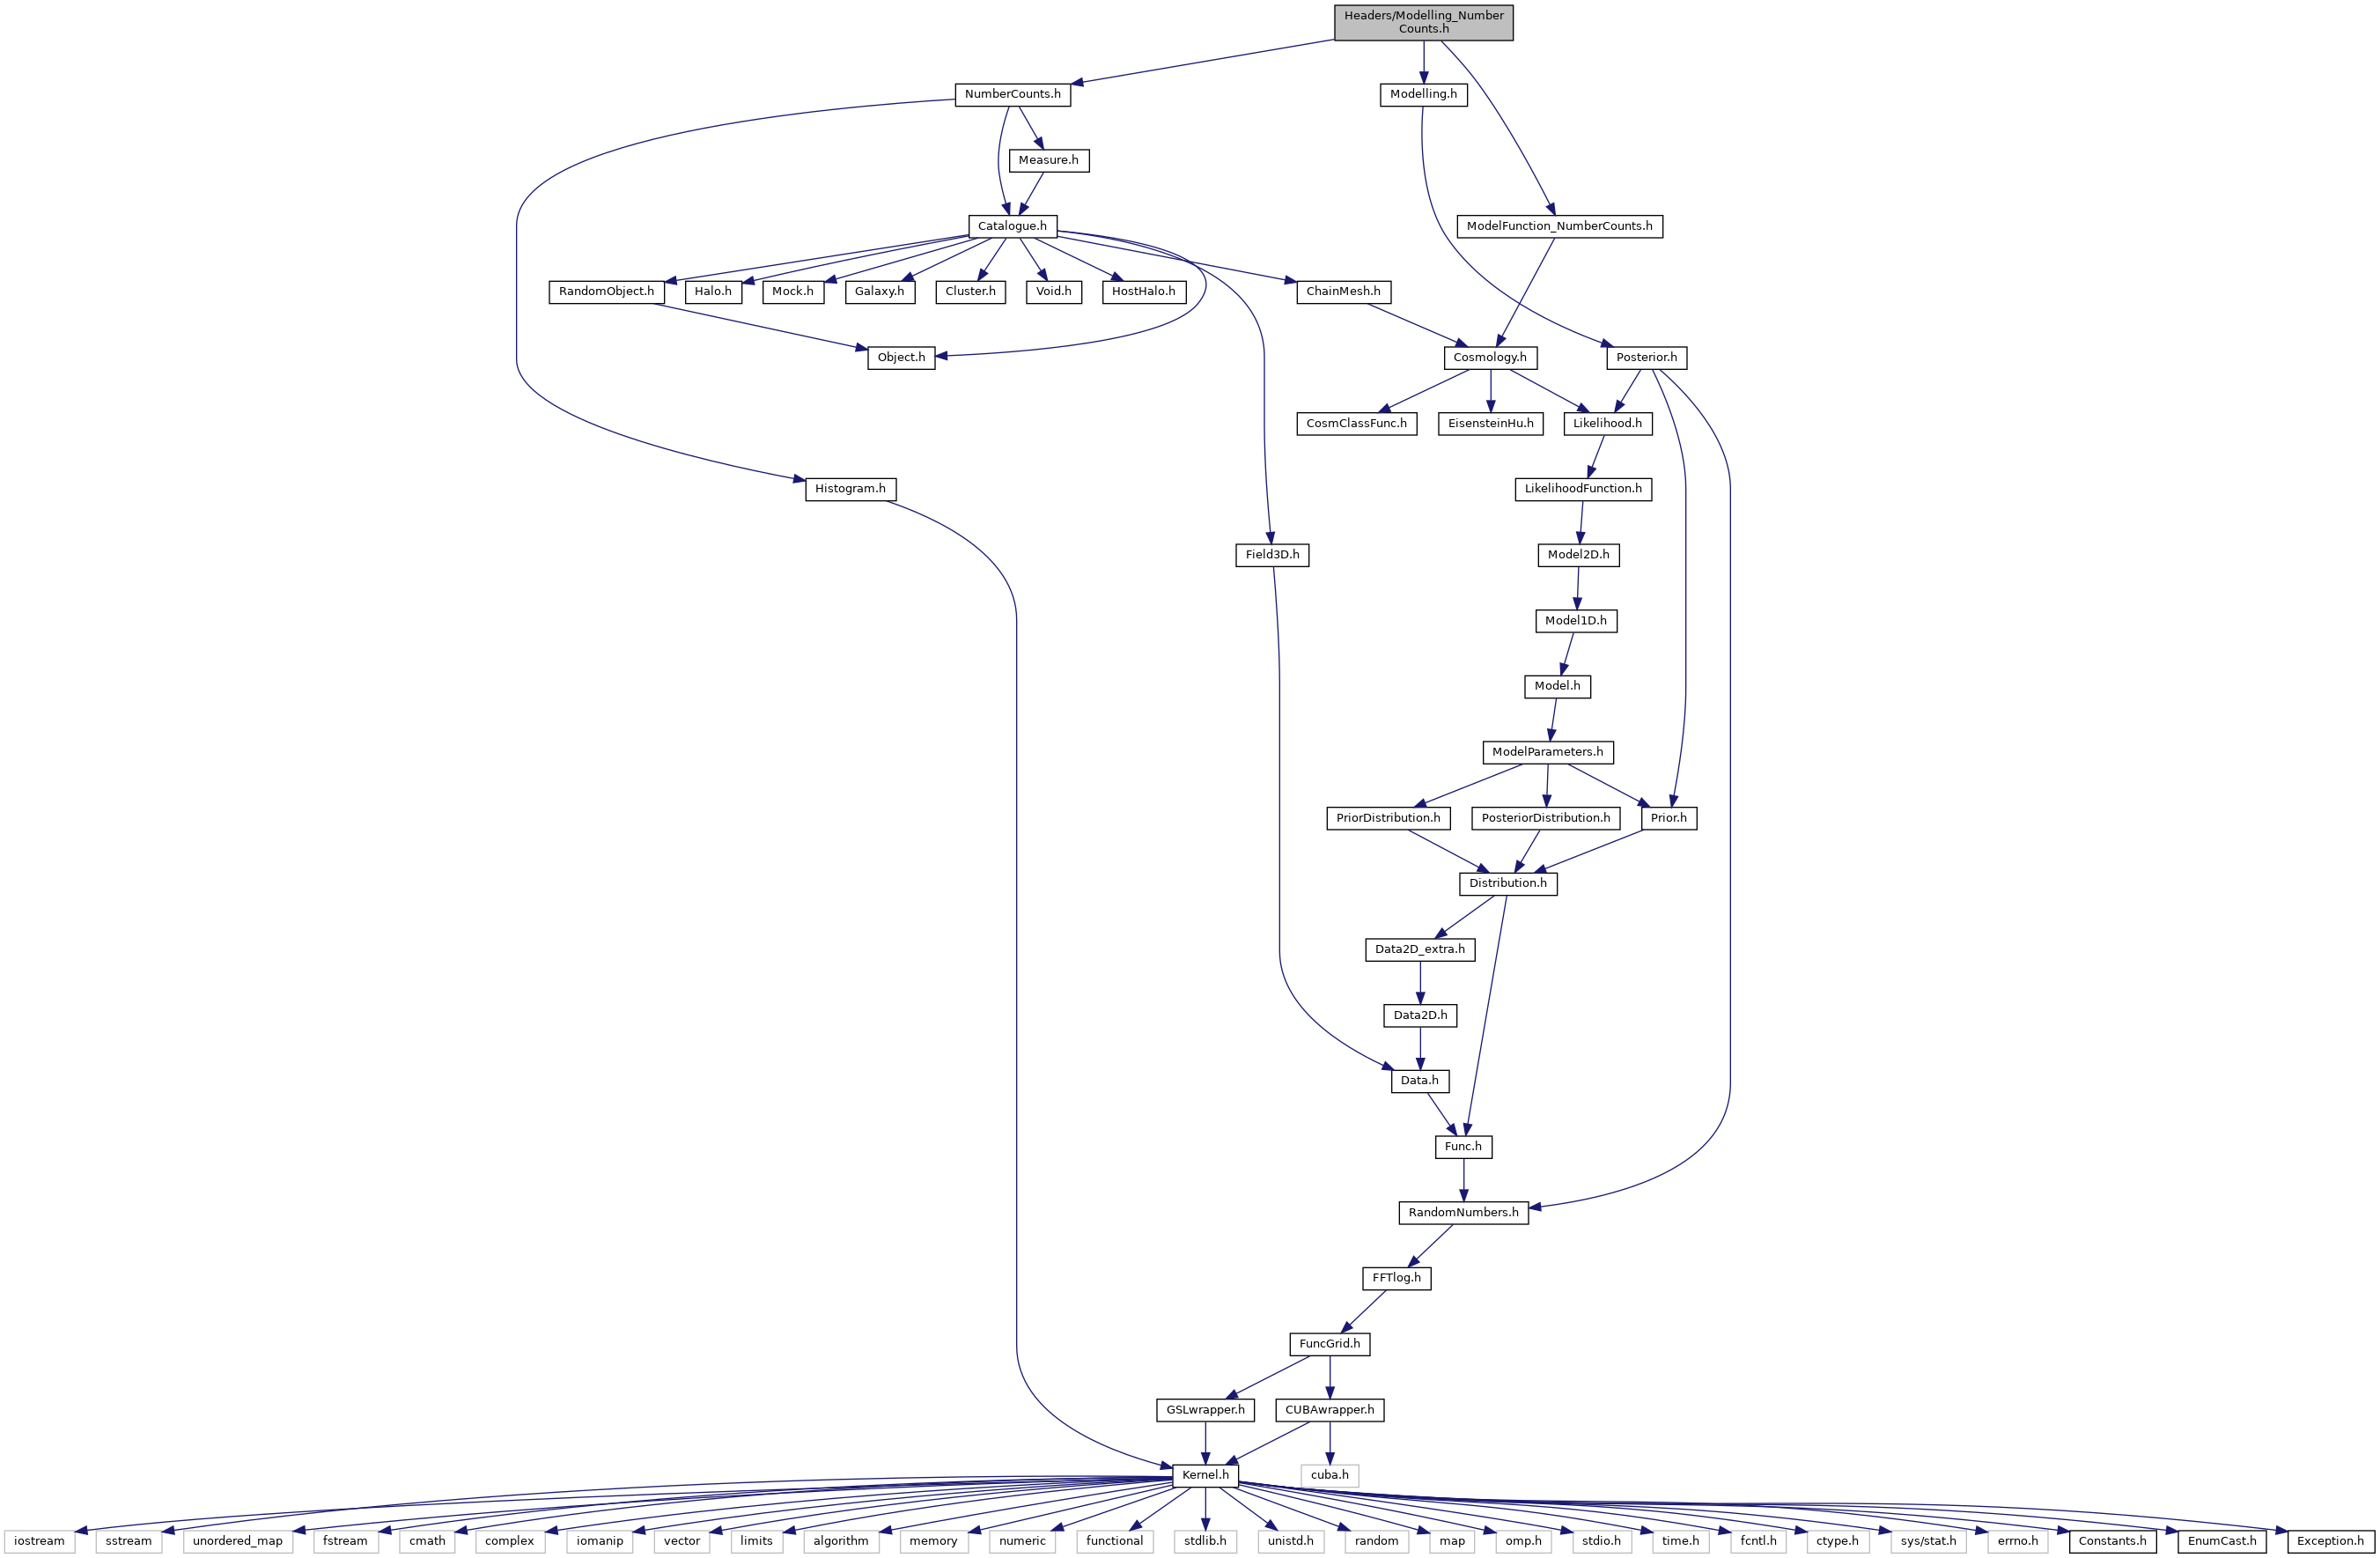 Headers/Modelling_Number
Counts.h
NumberCounts.h
Modelling.h
Measure.h
Catalogue.h
ModelFunction_NumberCounts.h
RandomObject.h
Halo.h
Mock.h
Galaxy.h
Cluster.h
Void.h
HostHalo.h
ChainMesh.h
Object.h
Cosmology.h
Posterior.h
CosmClassFunc.h
EisensteinHu.h
Likelihood.h
Histogram.h
LikelihoodFunction.h
Field3D.h
Model2D.h
Model1D.h
Model.h
ModelParameters.h
PriorDistribution.h
PosteriorDistribution.h
Prior.h
Distribution.h
Data2D_extra.h
Data2D.h
Data.h
Func.h
RandomNumbers.h
FFTlog.h
FuncGrid.h
GSLwrapper.h
CUBAwrapper.h
Kernel.h
cuba.h
iostream
sstream
unordered_map
fstream
cmath
complex
iomanip
vector
limits
algorithm
memory
numeric
functional
stdlib.h
unistd.h
random
map
omp.h
stdio.h
time.h
fcntl.h
ctype.h
sys/stat.h
errno.h
Constants.h
EnumCast.h
Exception.h